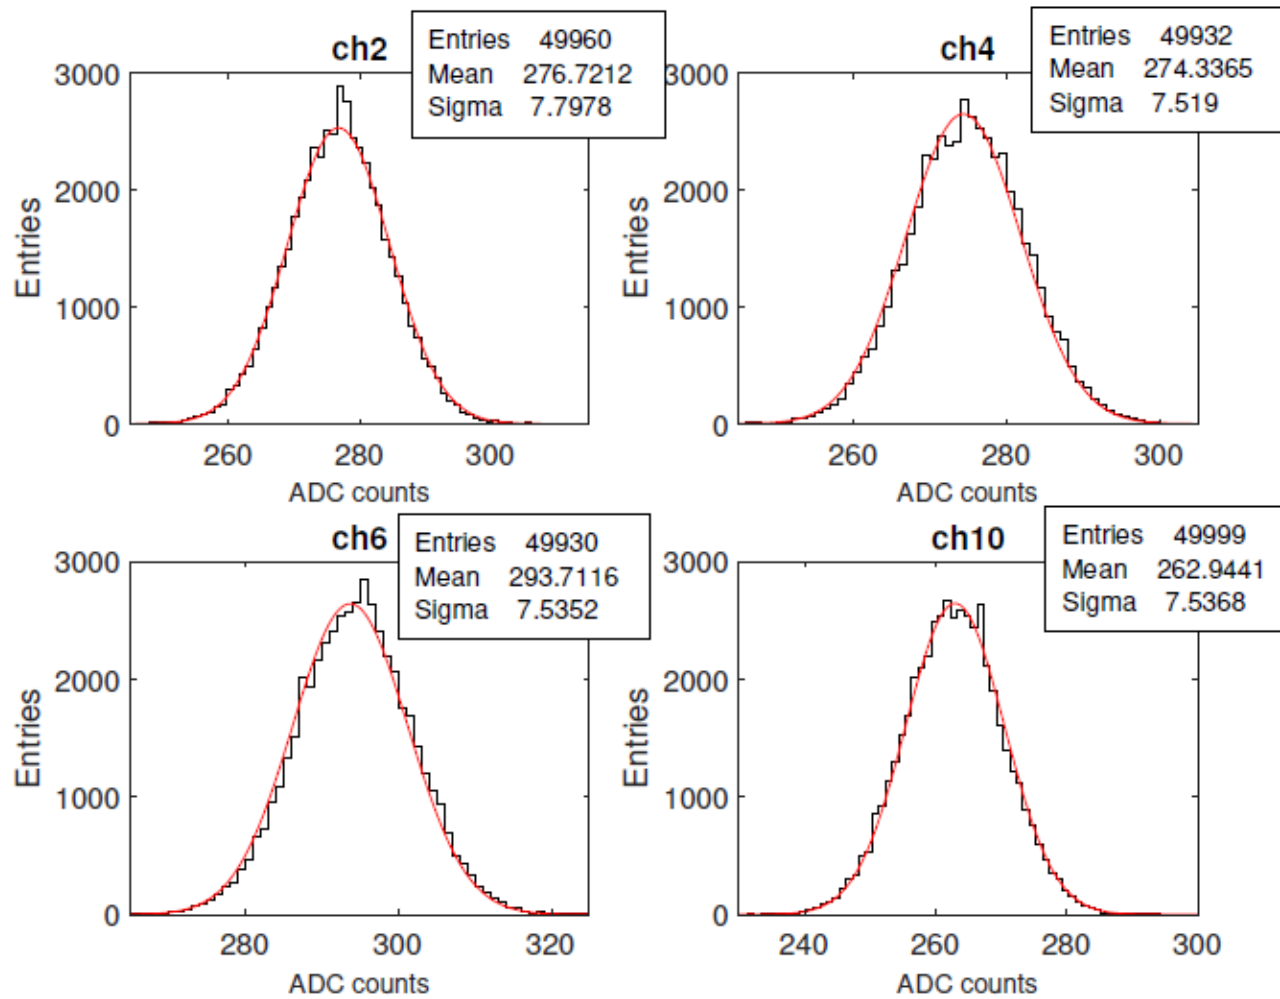 ch2
Entries 49960
Mean 276.7212
Sigma 7.7978
3000
2000
1000
0
Entries
260 280 300
ADC counts
ch4
Entries 49932
Mean 274.3365
Sigma 7.519
3000
2000
1000
0
Entries
260 280 300
ADC counts
ch6
Entries 49930
Mean 293.7116
Sigma 7.5352
3000
2000
1000
0
Entries
280 300 320
ADC counts
ch10
Entries 49999
Mean 262.9441
Sigma 7.5368
3000
2000
1000
0
Entries
240 260 280 300
ADC counts